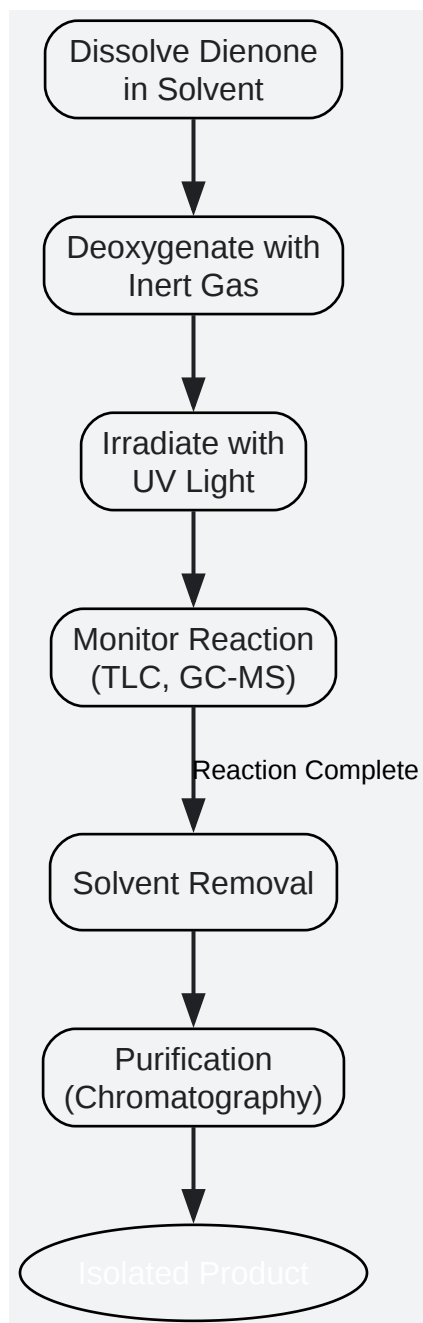 Dissolve Dienone
in Solvent
Deoxygenate with
Inert Gas
Irradiate with
UV Light
Monitor Reaction
(TLC, GC-MS)
Reaction Complete
Solvent Removal
Purification
(Chromatography)
Isolated Product